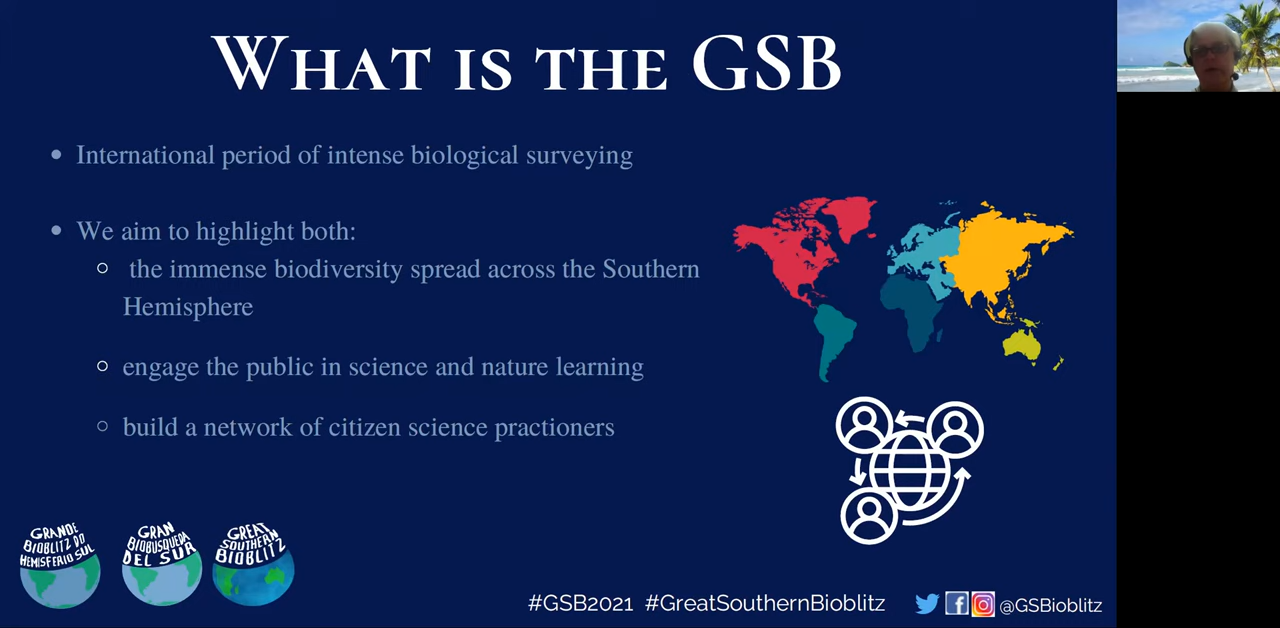 What is the GSB
International period of intense biological surveying
We aim to highlight both:
the immense biodiversity spread across the Southern
Hemisphere
engage the public in science and nature learning
build a network of citizen science practioners
GRANDE
BIOBLITZ DO
HEMISFERIO SUL
GRAN
BIOBUSQUEDA
DEL SUR
GREAT
SOUTHERN
BIOBLITZ
#GSB2021 #GreatSouthernBioblitz
@GSBioblitz